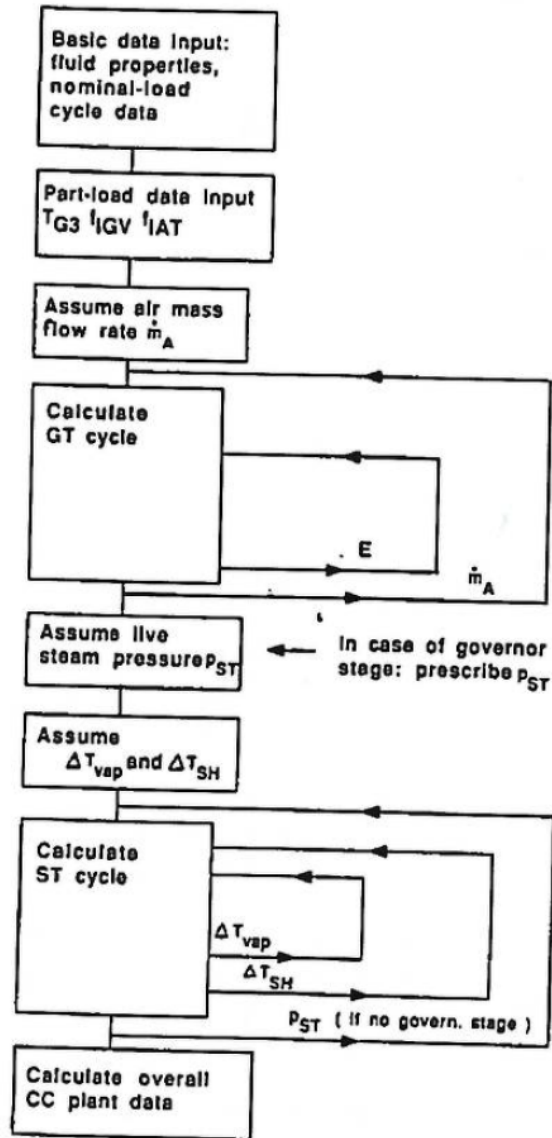 Basic data input:
fluid properties,
nominal-load
cycle data
Part-load data input
TG3 fIGV fIAT
Assume air mass
flow rate ṁA
Calculate
GT cycle
E
ṁA
Assume live
steam pressure pST
In case of governor
stage: prescribe pST
Assume
ΔTvap and ΔTSH
Calculate
ST cycle
ΔTvap
ΔTSH
pST ( if no govern. stage )
Calculate overall
CC plant data